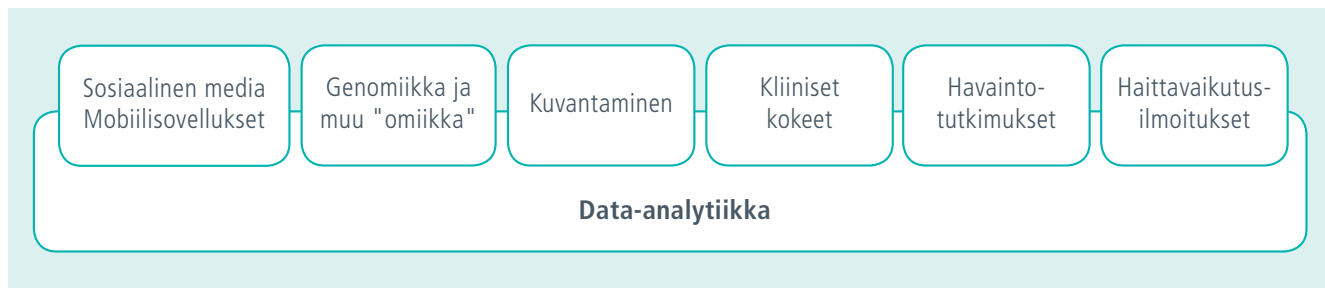 Sosiaalinen media
Mobiilisovellukset
Genomiikka ja
muu "omiikka"
Kuvantaminen
Kliiniset
kokeet
Havainto-
tutkimukset
Haittavaikutus-
ilmoitukset
Data-analytiikka